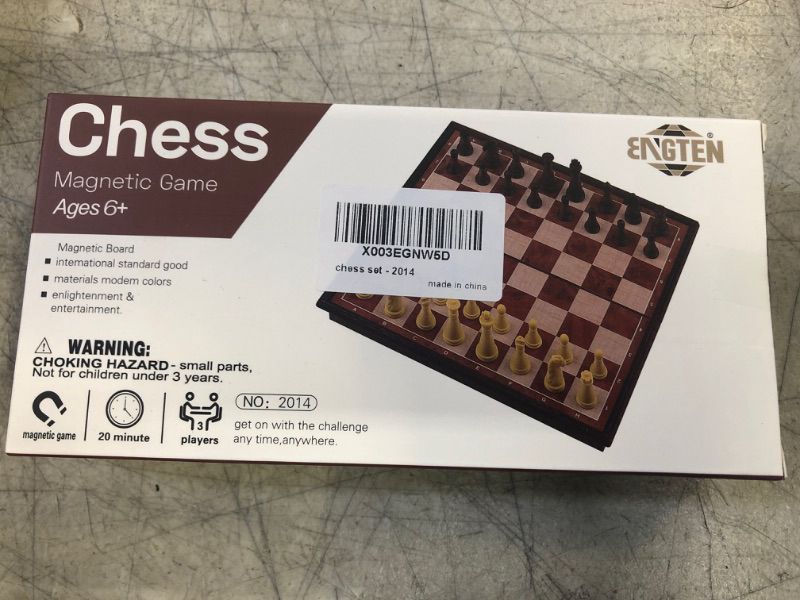 Chess
Magnetic Game
Ages 6+
ENGTEN
®
X003EGNW5D
chess set - 2014
made in china
Magnetic Board
international standard good
materials modem colors
enlightenment &
entertainment.
WARNING:
CHOKING HAZARD - small parts,
Not for children under 3 years.
magnetic game
20 minute
3
players
NO: 2014
get on with the challenge
any time,anywhere.